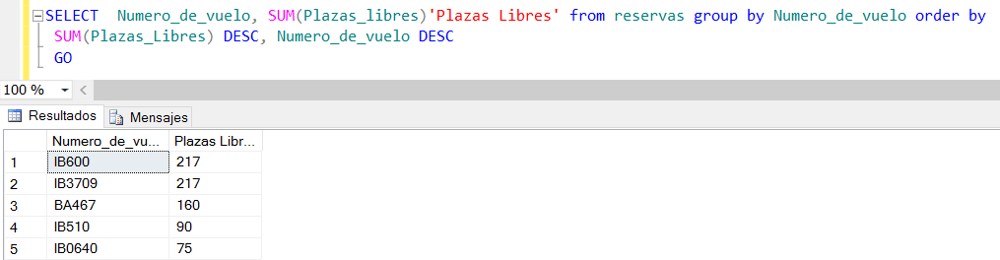 SELECT  Numero_de_vuelo, SUM(Plazas_libres)'Plazas Libres' from reservas group by Numero_de_vuelo order by
SUM(Plazas_Libres) DESC, Numero_de_vuelo DESC
GO
100 %
Resultados Mensajes
Numero_de_vu... Plazas Libr...
1 IB600 217
2 IB3709 217
3 BA467 160
4 IB510 90
5 IB0640 75